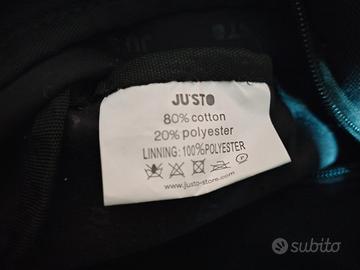 JU'STO
80% cotton
20% polyester
LINNING: 100%POLYESTER
www.justo-store.com
subito